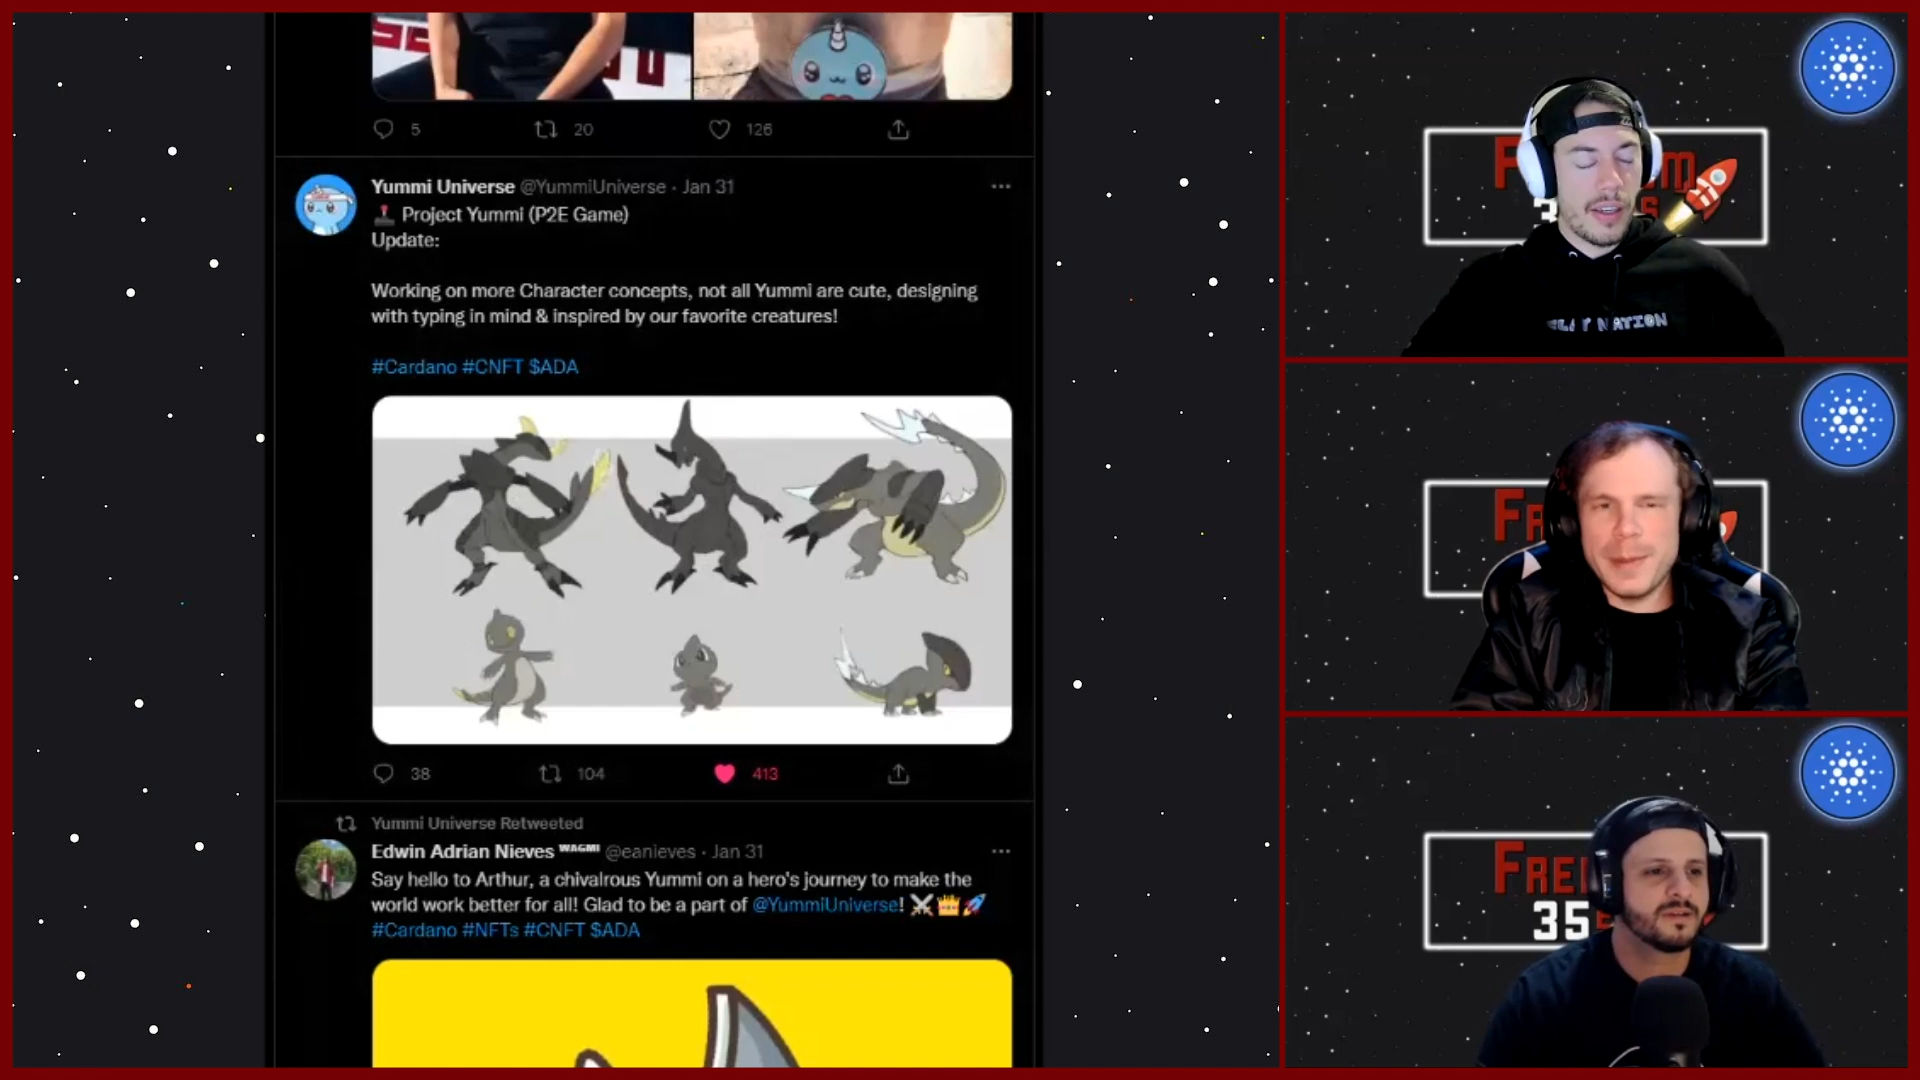 5 20 126
Yummi Universe @YummiUniverse · Jan 31
Project Yummi (P2E Game)
Update:
Working on more Character concepts, not all Yummi are cute, designing
with typing in mind & inspired by our favorite creatures!
#Cardano #CNFT $ADA
38 104 413
Yummi Universe Retweeted
Edwin Adrian Nieves ᵂᴬᴳᴹᴵ @eanieves · Jan 31
Say hello to Arthur, a chivalrous Yummi on a hero's journey to make the
world work better for all! Glad to be a part of @YummiUniverse!
#Cardano #NFTs #CNFT $ADA
NATION
35